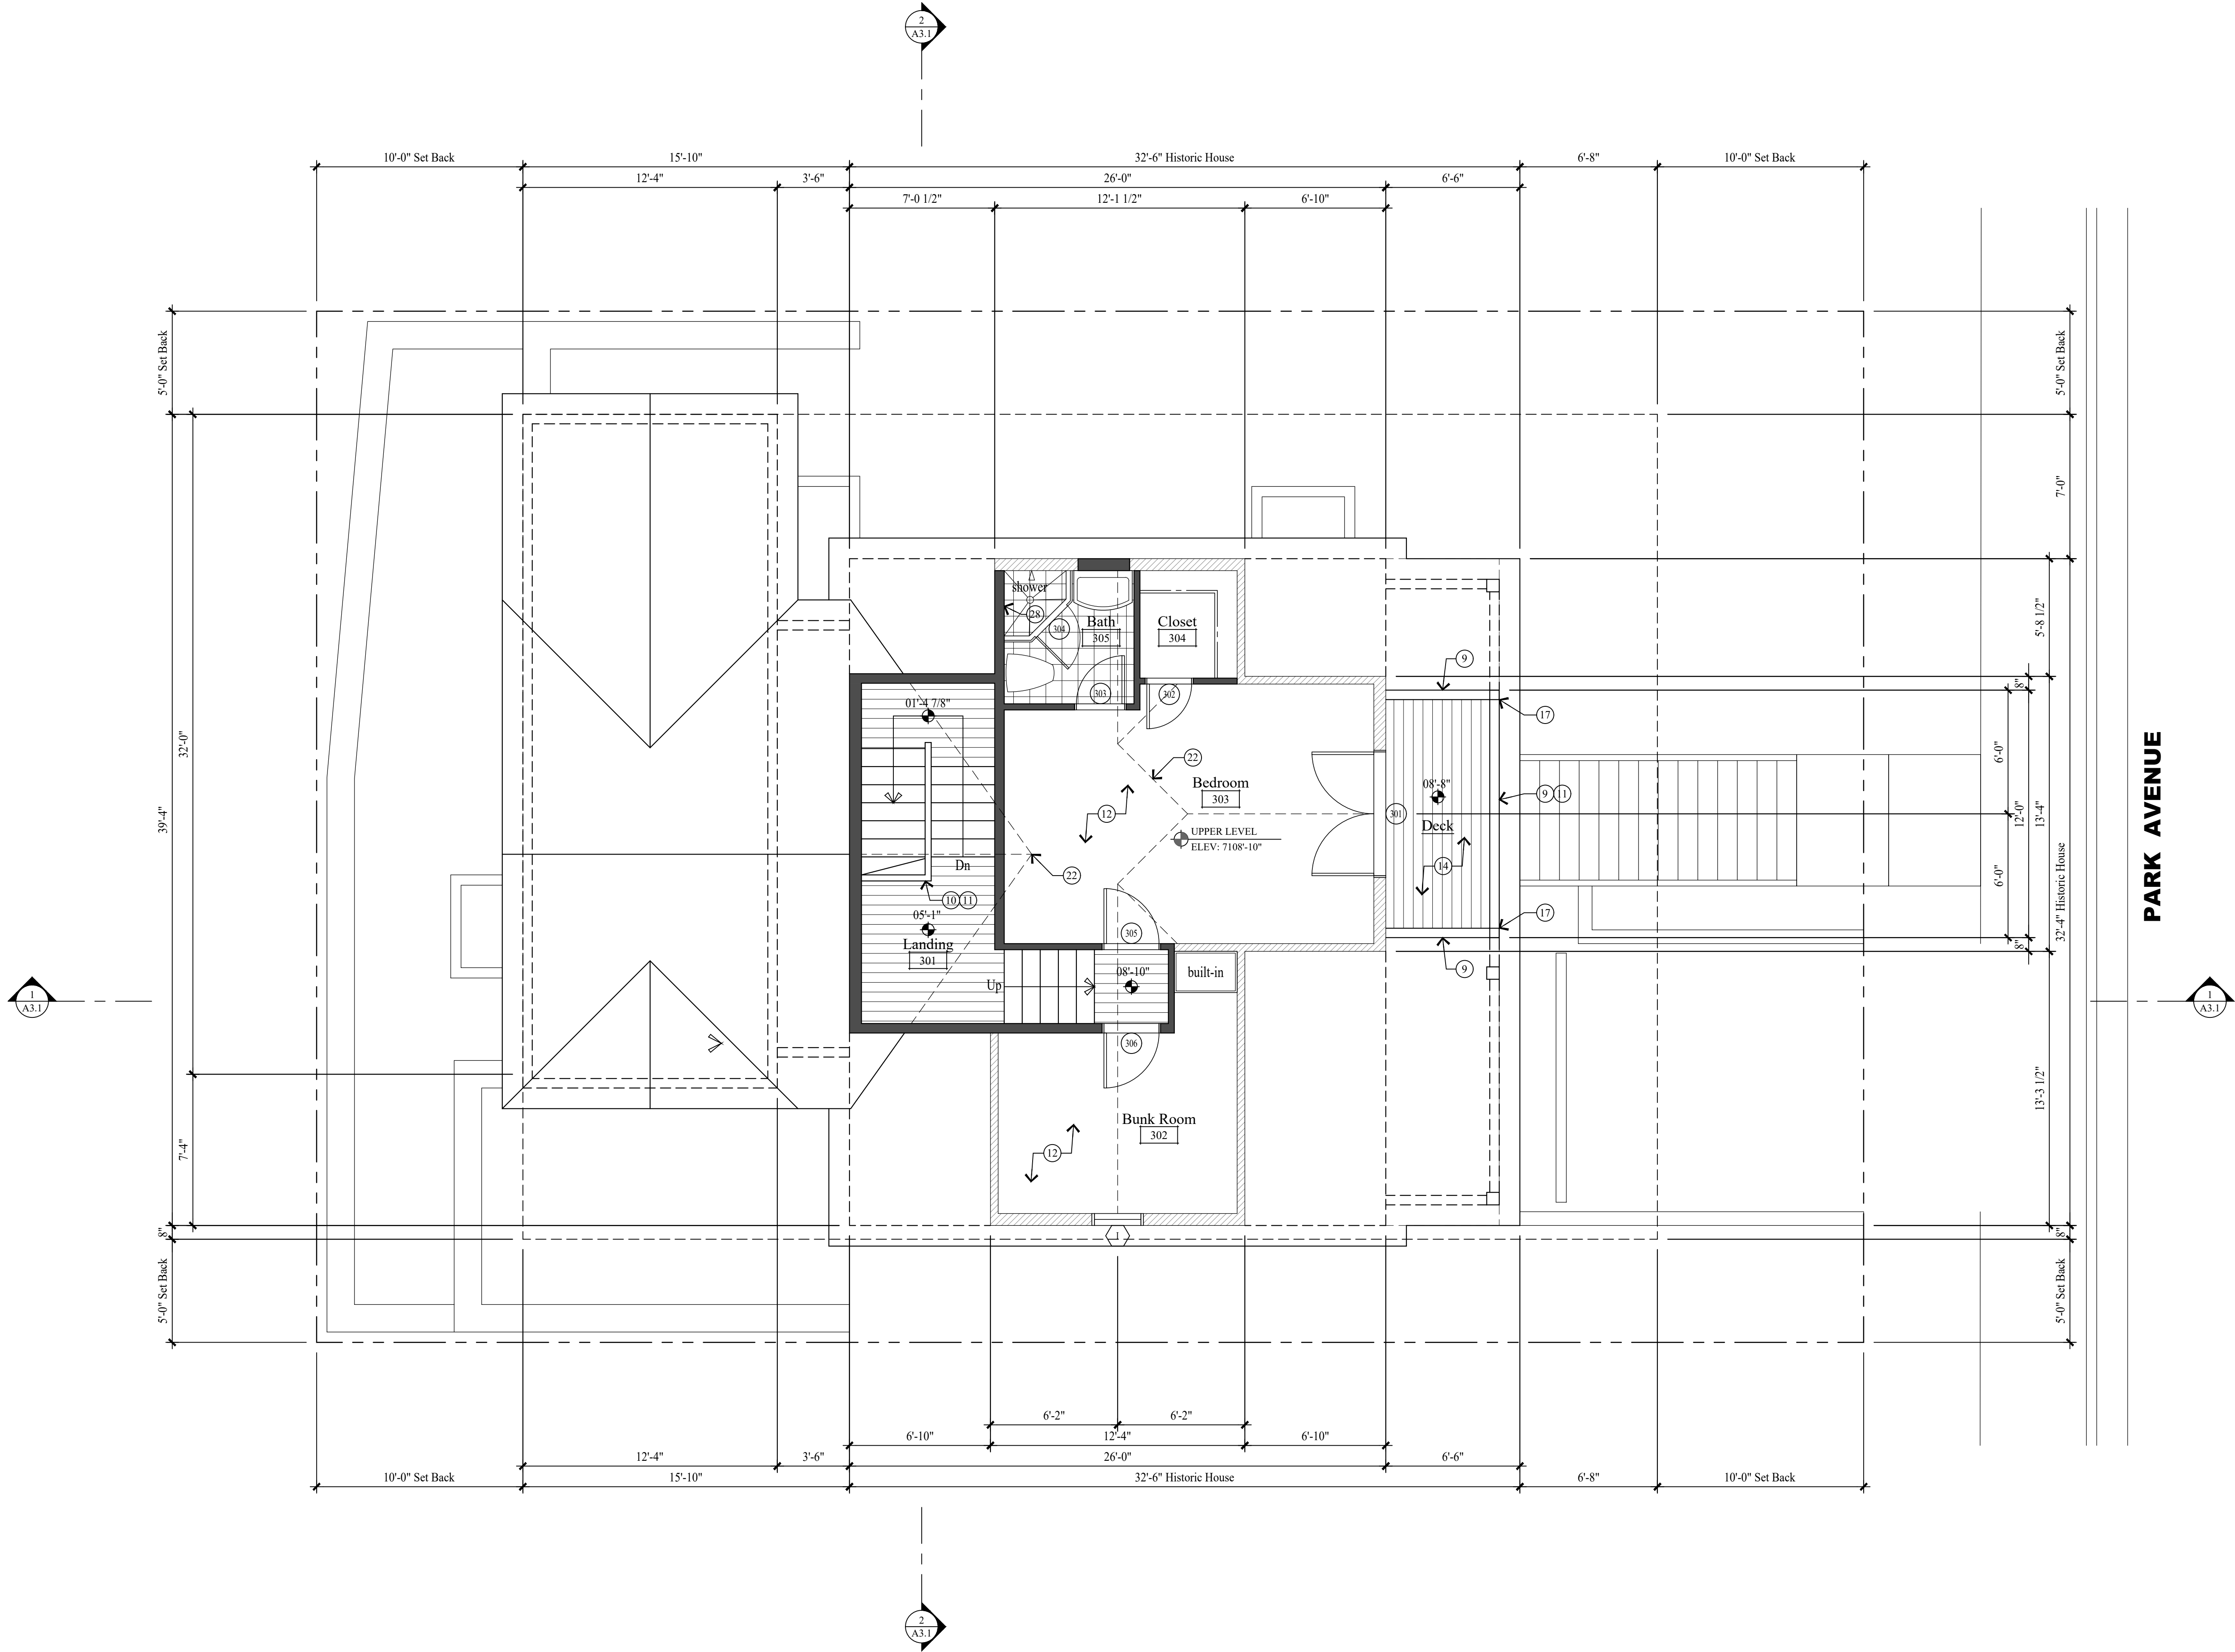 2
A3.1
10'-0" Set Back
15'-10"
32'-6" Historic House
6'-8"
10'-0" Set Back
12'-4"
3'-6"
26'-0"
6'-6"
7'-0 1/2"
12'-1 1/2"
6'-10"
5'-0" Set Back
5'-0" Set Back
7'-0"
shower
28
304
Bath
305
Closet
304
5'-8 1/2"
9
8"
303
302
01'-4 7/8"
17
32'-0"
22
6'-0"
Bedroom
303
08'-8"
9
11
39'-4"
12
301
12'-0"
13'-4"
PARK AVENUE
Deck
UPPER LEVEL
ELEV: 7108'-10"
Dn
14
22
6'-0"
32'-4" Historic House
10
11
05'-1"
17
305
Landing
301
8"
9
08'-10"
built-in
Up
1
A3.1
1
A3.1
306
13'-3 1/2"
Bunk Room
302
7'-4"
12
8"
1
8"
5'-0" Set Back
5'-0" Set Back
6'-2"
6'-2"
6'-10"
12'-4"
6'-10"
12'-4"
3'-6"
26'-0"
6'-6"
10'-0" Set Back
15'-10"
32'-6" Historic House
6'-8"
10'-0" Set Back
2
A3.1